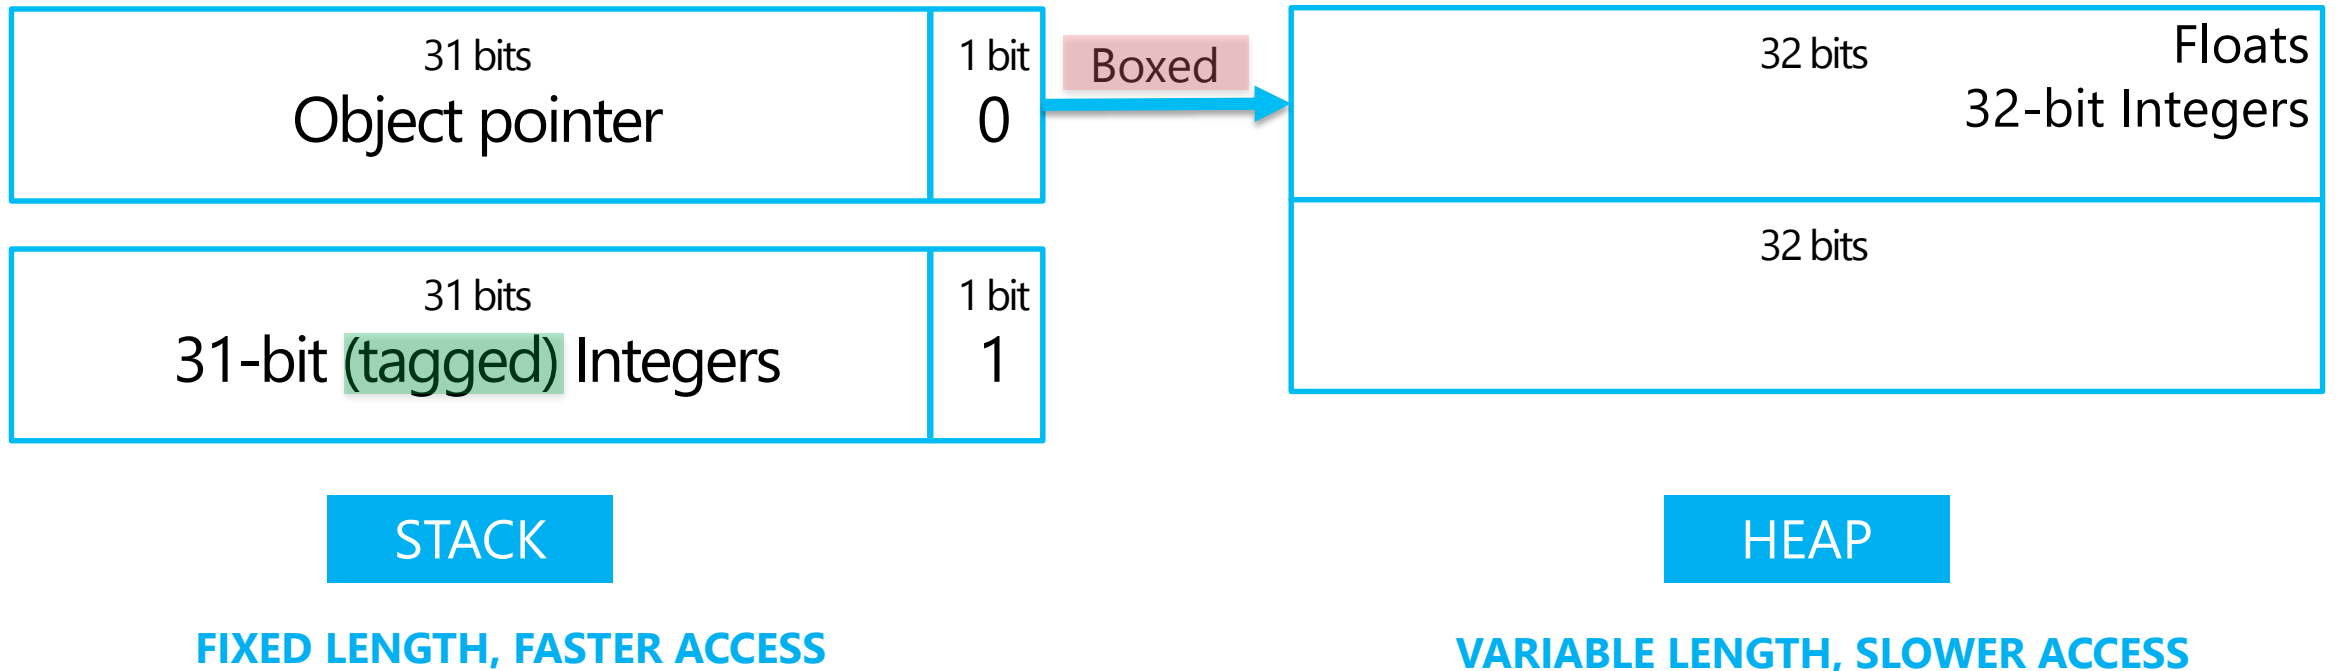 31 bits
Object pointer
1 bit
0
Boxed
32 bits
Floats
32-bit Integers
32 bits
31 bits
31-bit (tagged) Integers
1 bit
1
STACK
HEAP
FIXED LENGTH, FASTER ACCESS
VARIABLE LENGTH, SLOWER ACCESS